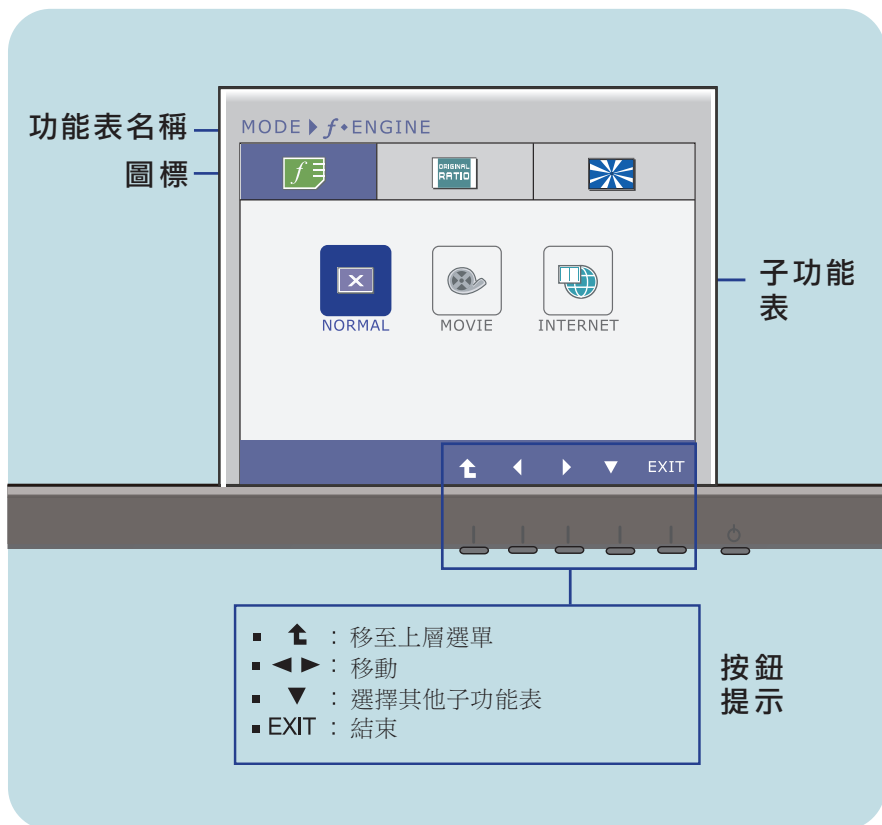 功能表名稱
圖標
MODE ▶ f•ENGINE
f
ORIGINAL
RATIO
NORMAL
MOVIE
INTERNET
子功能
表
EXIT
■ ⮤ : 移至上層選單
■ ◀ ▶ : 移動
■ ▼ : 選擇其他子功能表
■ EXIT : 結束
按鈕
提示